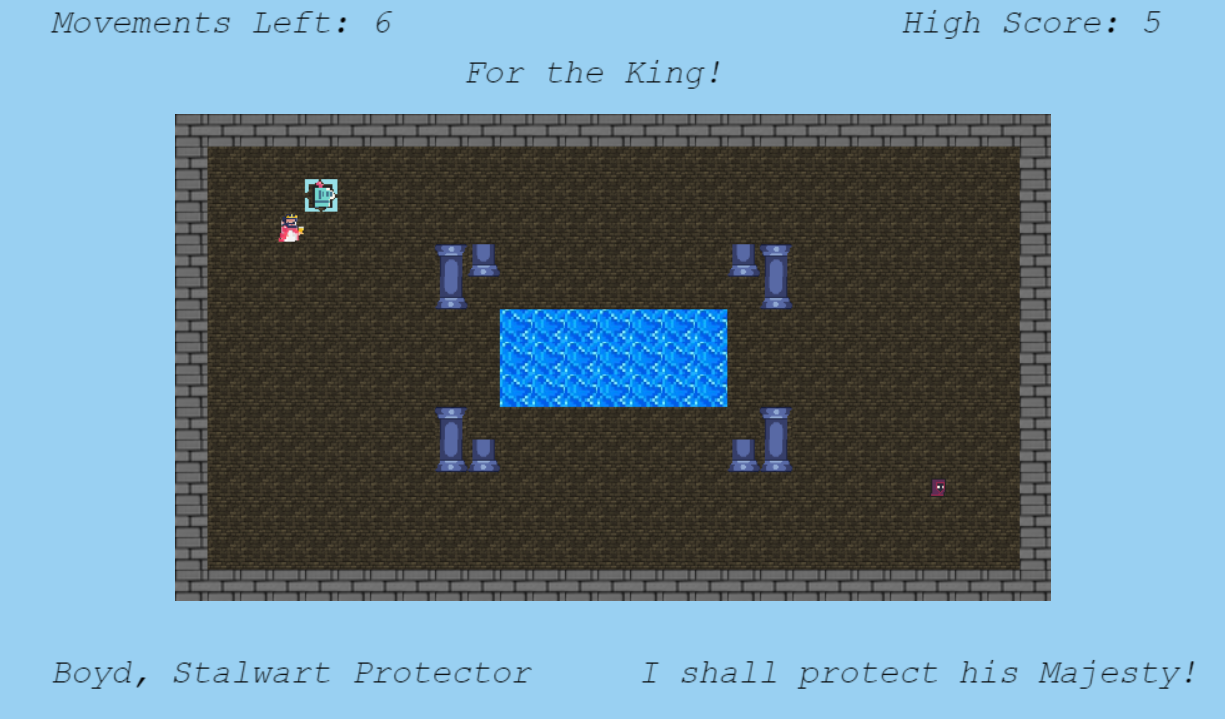 Movements Left: 6
High Score: 5
For the King!
Boyd, Stalwart Protector
I shall protect his Majesty!